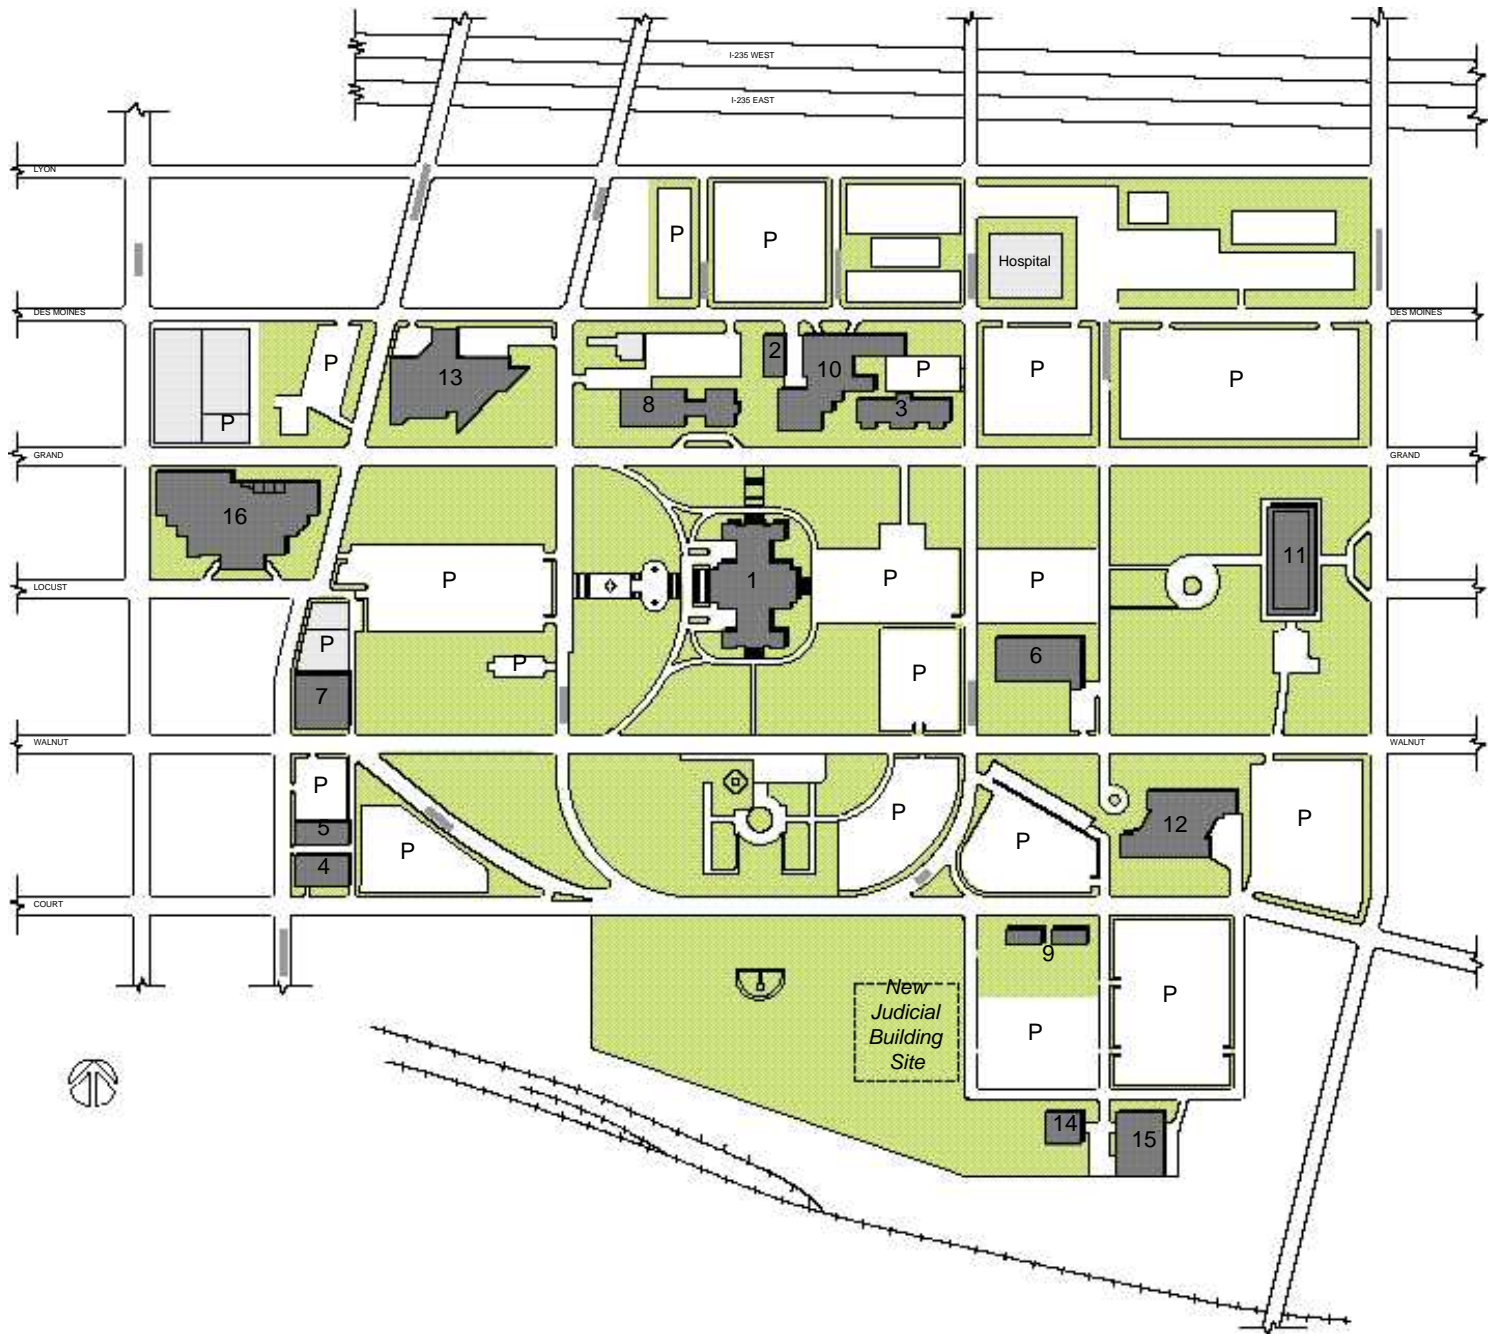 I-235 WEST
I-235 EAST
LYON
P
P
Hospital
DES MOINES
DES MOINES
P
13
2
10
P
P
P
8
3
P
GRAND
GRAND
16
11
P
1
P
P
LOCUST
P
P
6
P
7
WALNUT
WALNUT
P
5
4
P
P
P
12
P
COURT
9
New
Judicial
Building
Site
P
P
14
15